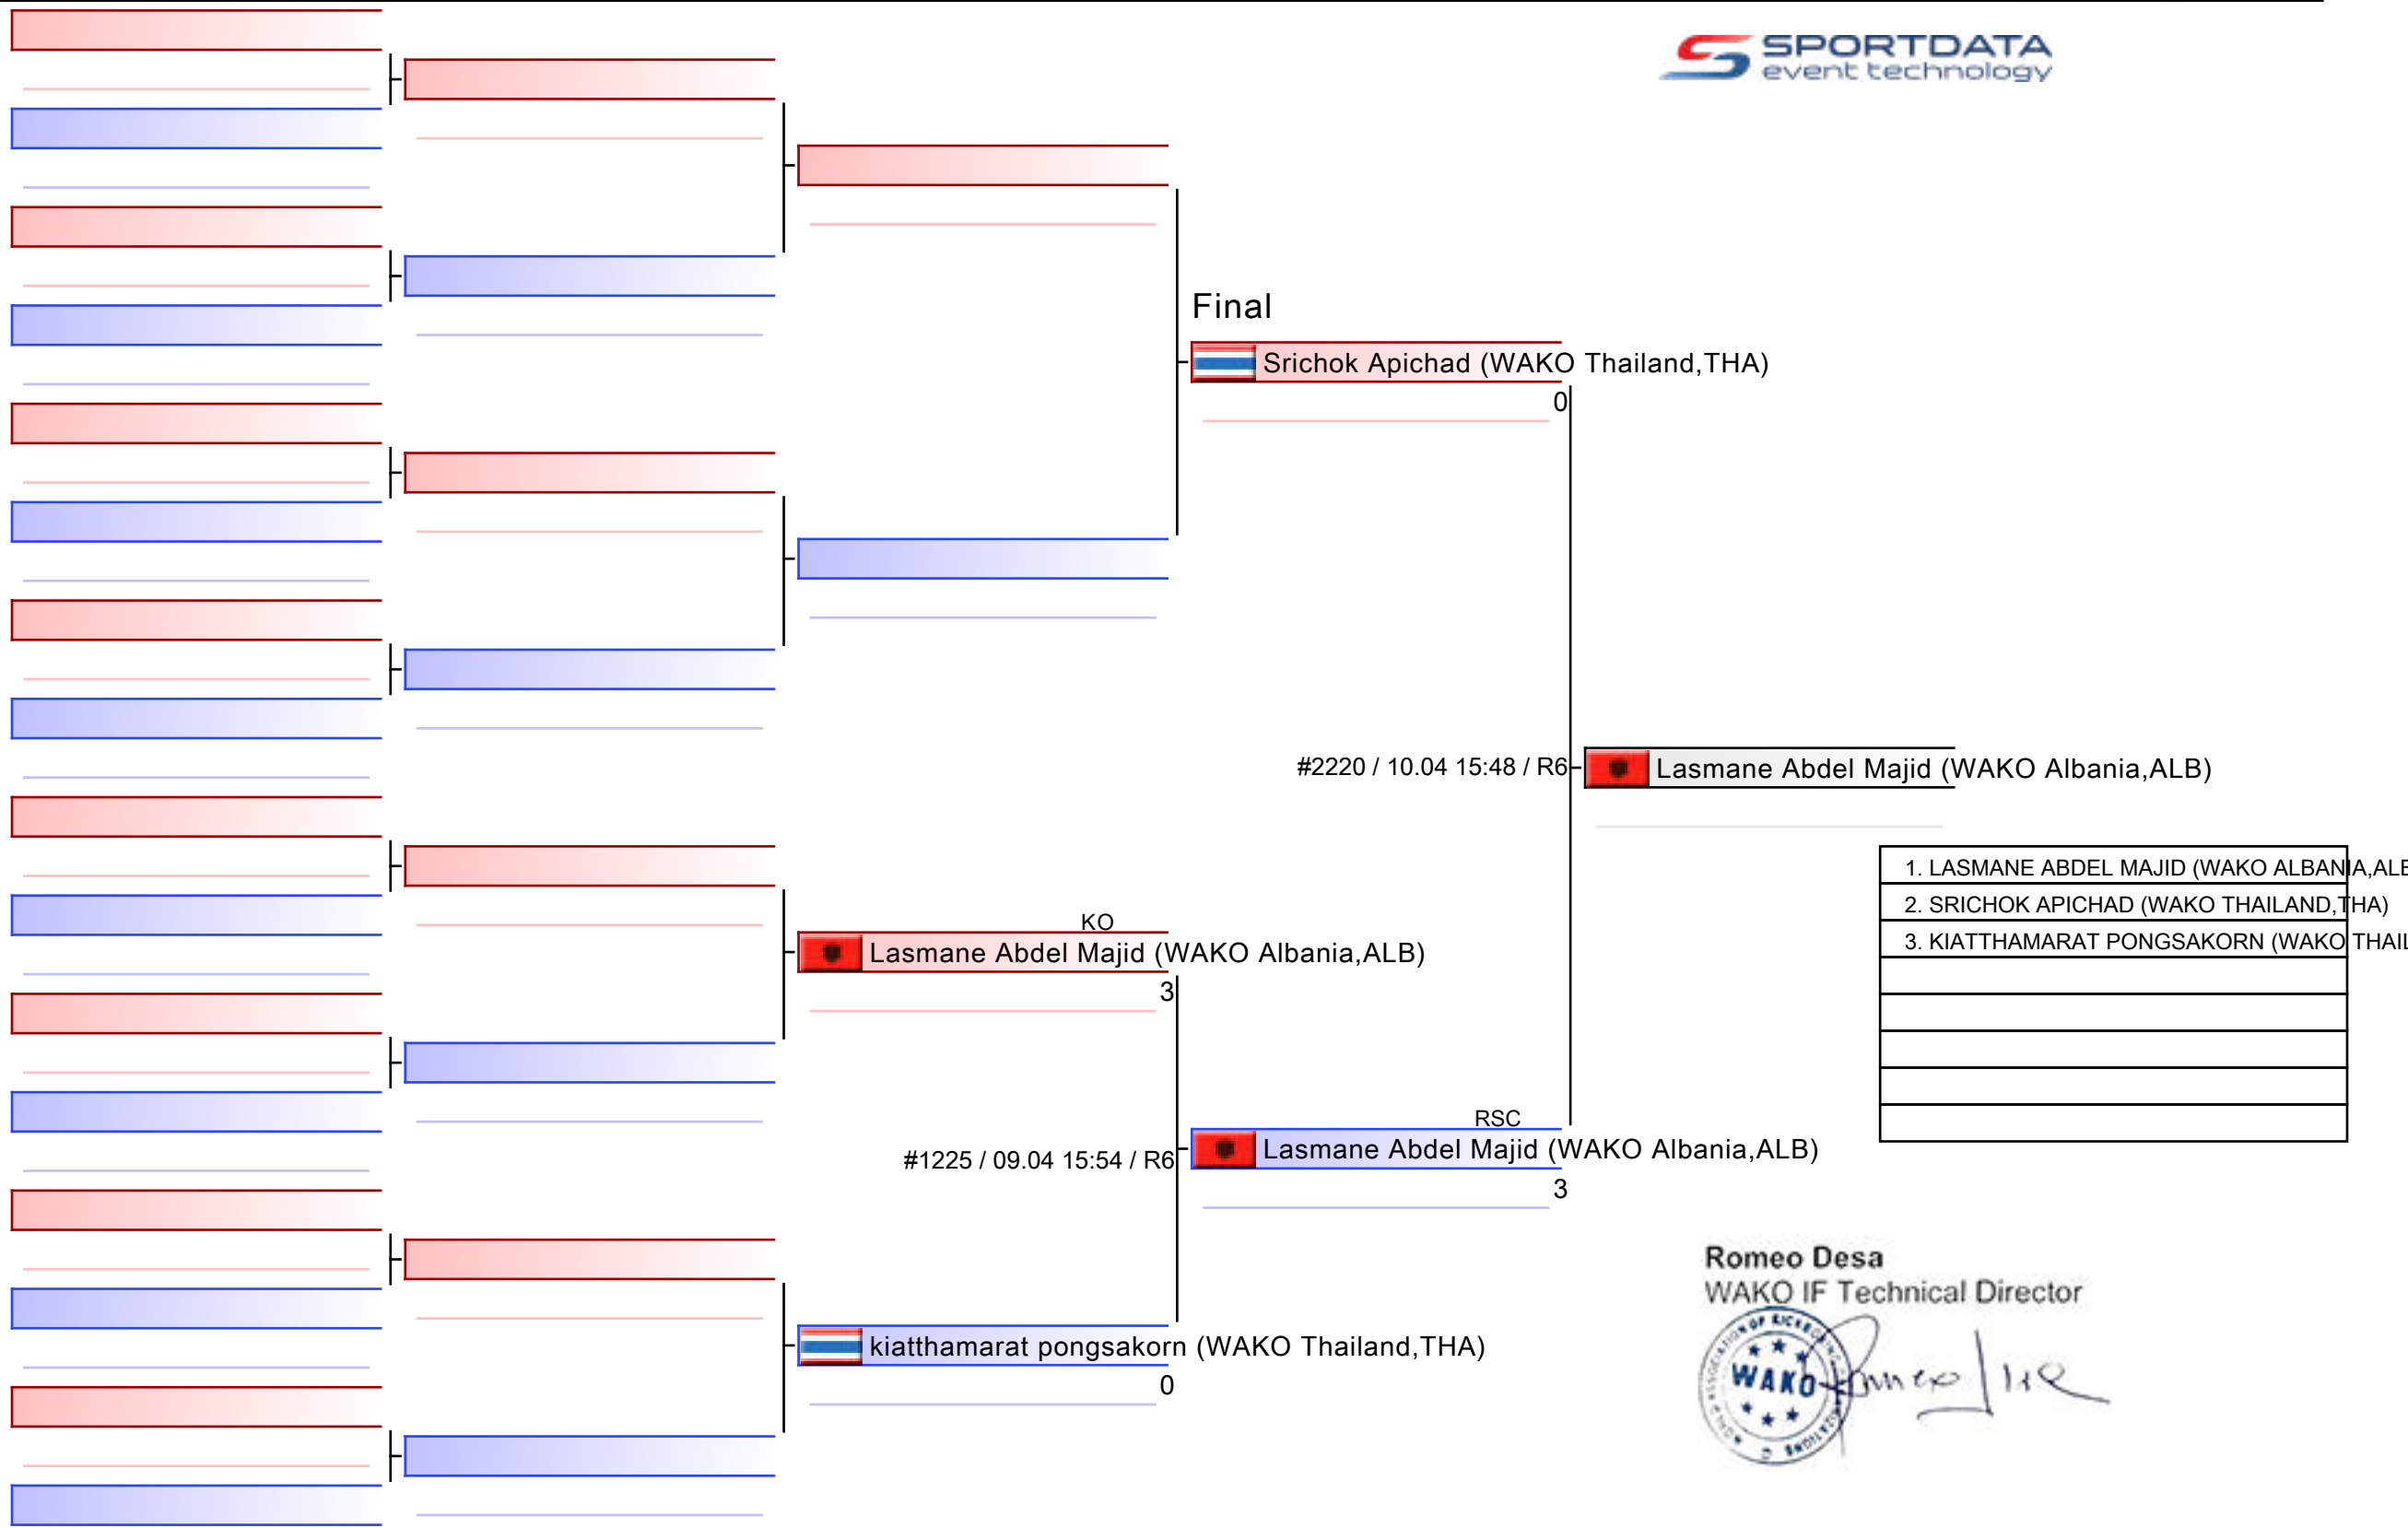 SPORTDATA
event technology
Final
Srichok Apichad (WAKO Thailand,THA)
0
#2220 / 10.04 15:48 / R6
Lasmane Abdel Majid (WAKO Albania,ALB)
1. LASMANE ABDEL MAJID (WAKO ALBANIA,ALB
2. SRICHOK APICHAD (WAKO THAILAND,THA)
3. KIATTHAMARAT PONGSAKORN (WAKO THAIL
KO
Lasmane Abdel Majid (WAKO Albania,ALB)
3
#1225 / 09.04 15:54 / R6
RSC
Lasmane Abdel Majid (WAKO Albania,ALB)
3
kiatthamarat pongsakorn (WAKO Thailand,THA)
0
Romeo Desa
WAKO IF Technical Director
WAKO